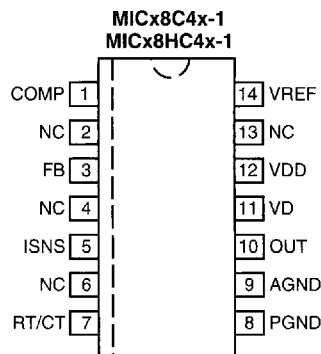 MICx8C4x-1
MICx8HC4x-1
COMP 1 14 VREF
NC 2 13 NC
FB 3 12 VDD
NC 4 11 VD
ISNS 5 10 OUT
NC 6 9 AGND
RT/CT 7 8 PGND